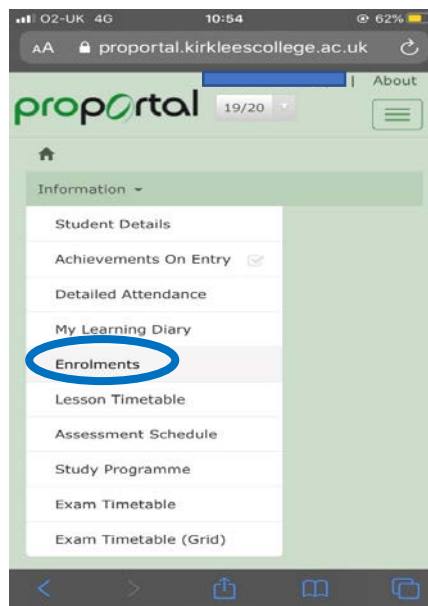 O2-UK 4G 10:54 62%
AA proportal.kirkleescollege.ac.uk
| About
proportal 19/20
Information
Student Details
Achievements On Entry
Detailed Attendance
My Learning Diary
Enrolments
Lesson Timetable
Assessment Schedule
Study Programme
Exam Timetable
Exam Timetable (Grid)